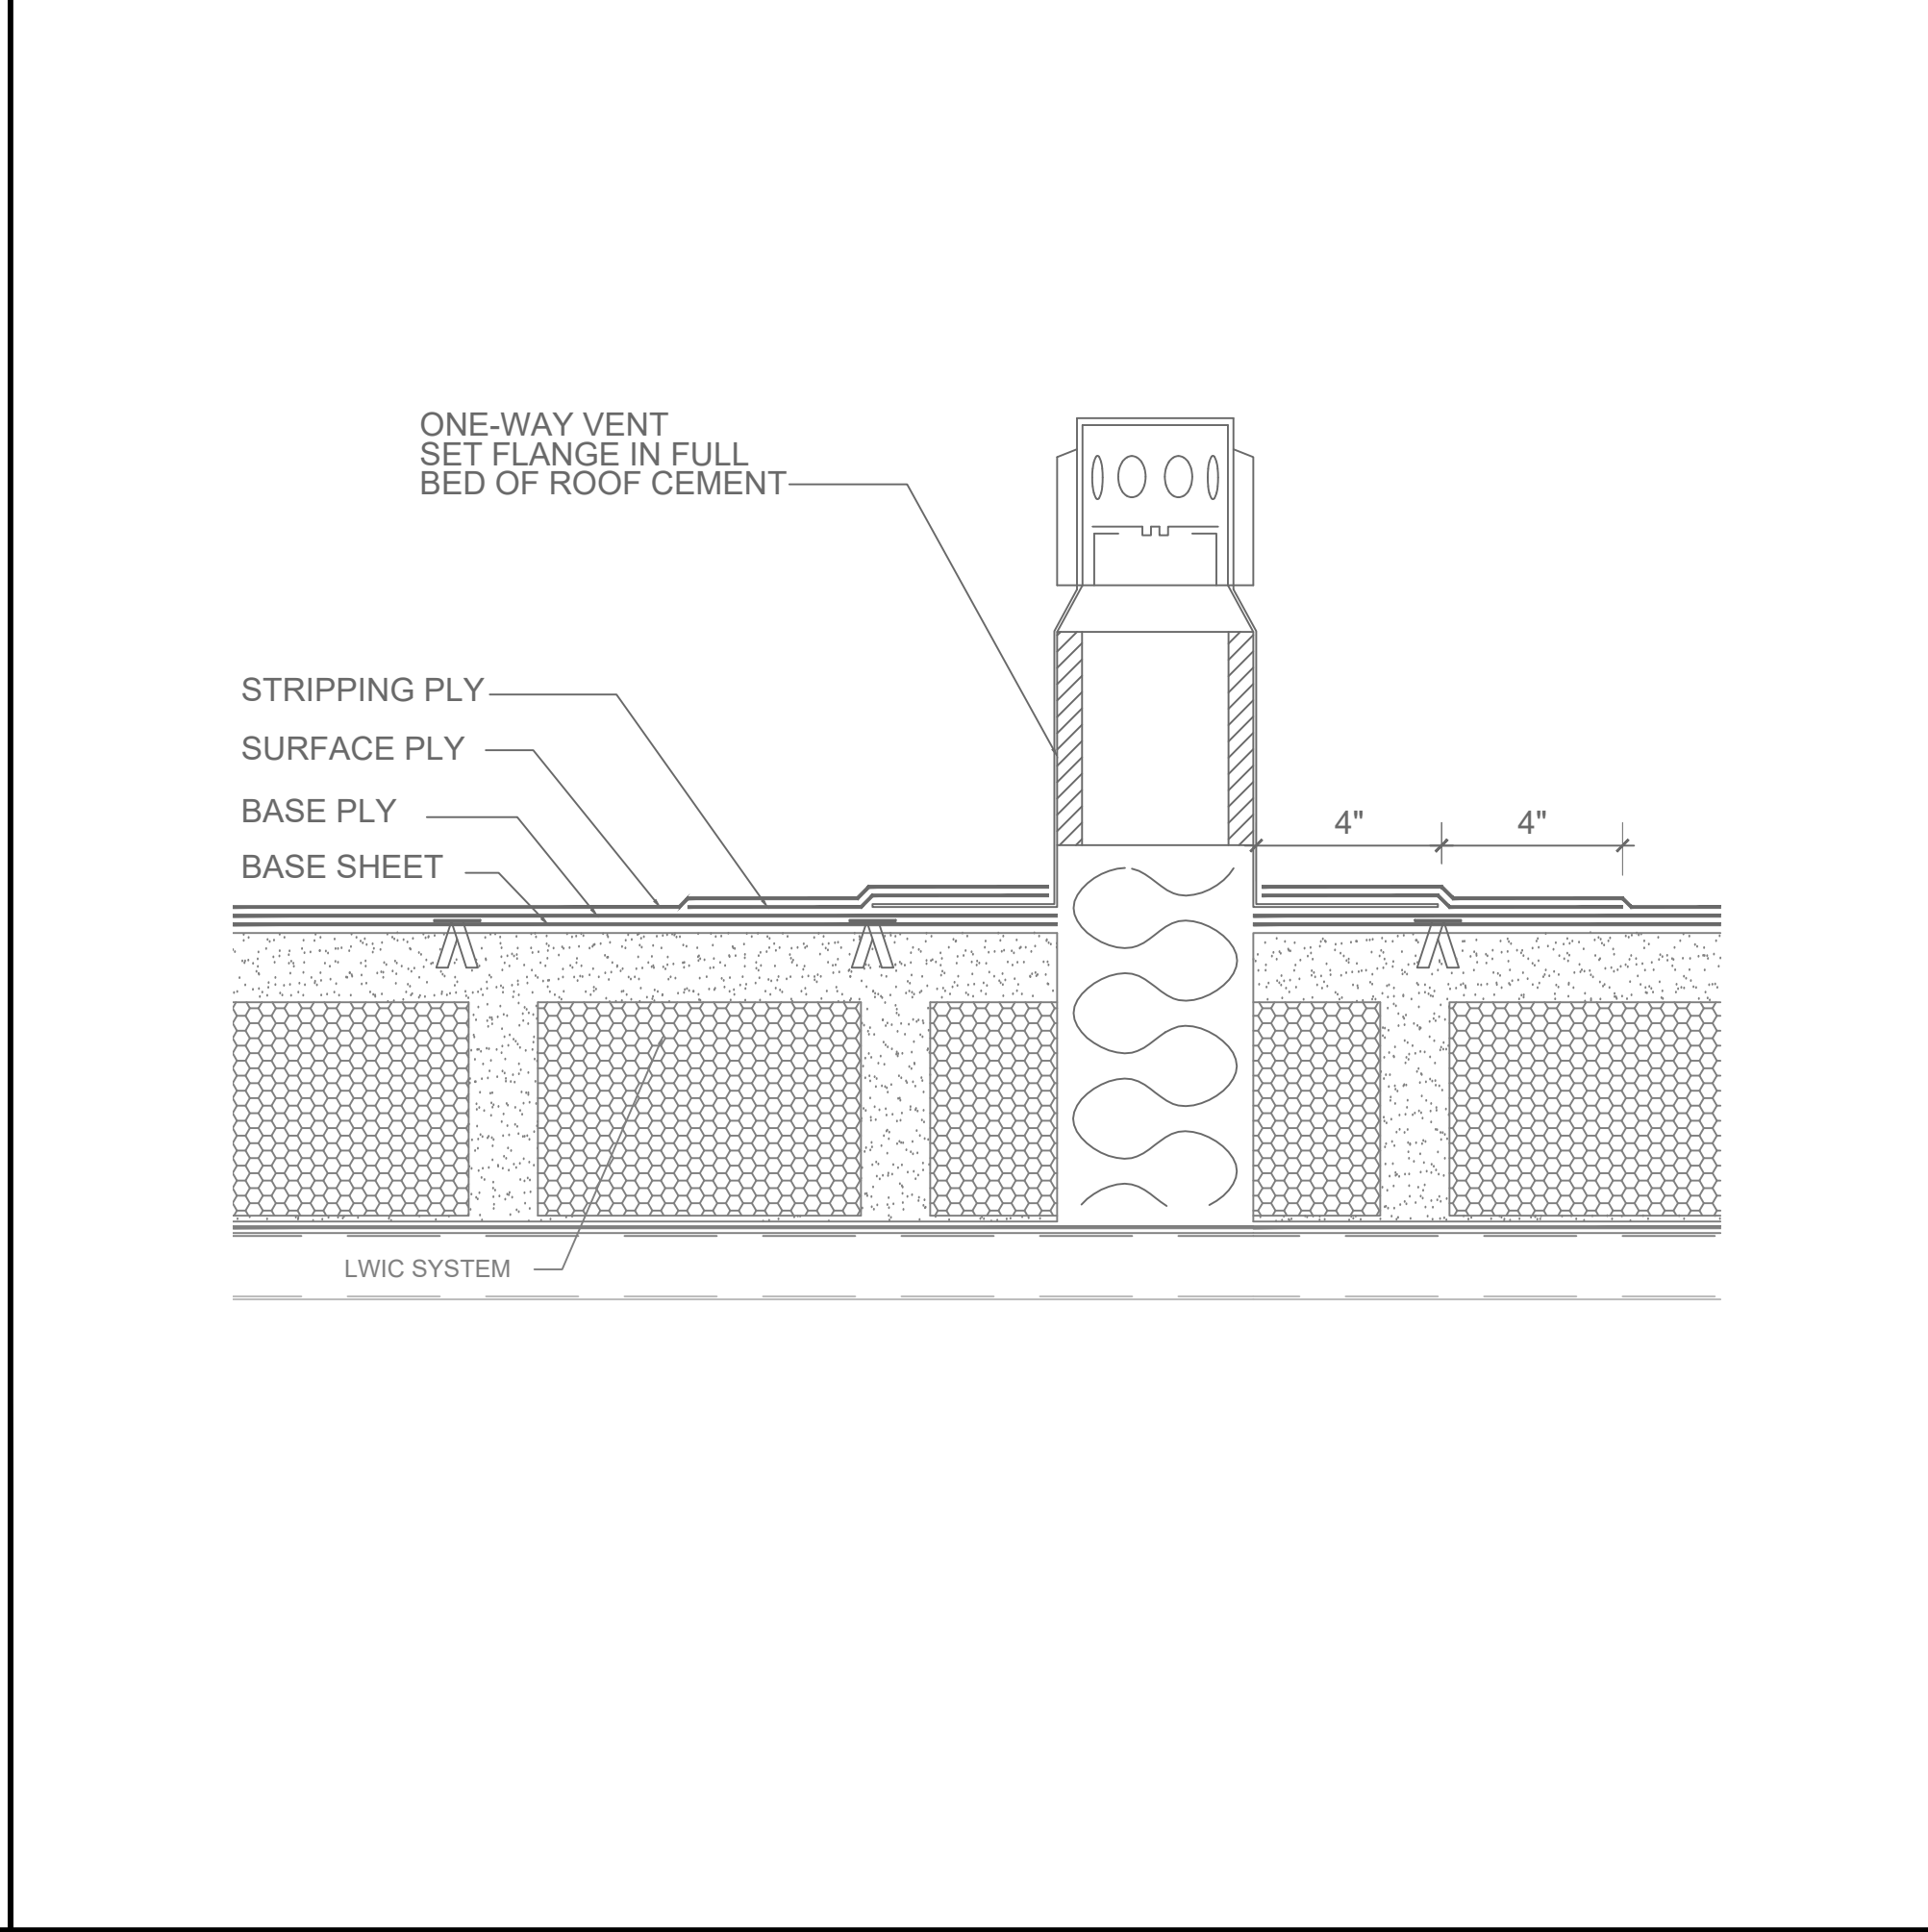 ONE-WAY VENT
SET FLANGE IN FULL
BED OF ROOF CEMENT
STRIPPING PLY
SURFACE PLY
BASE PLY
BASE SHEET
4"
4"
LWIC SYSTEM